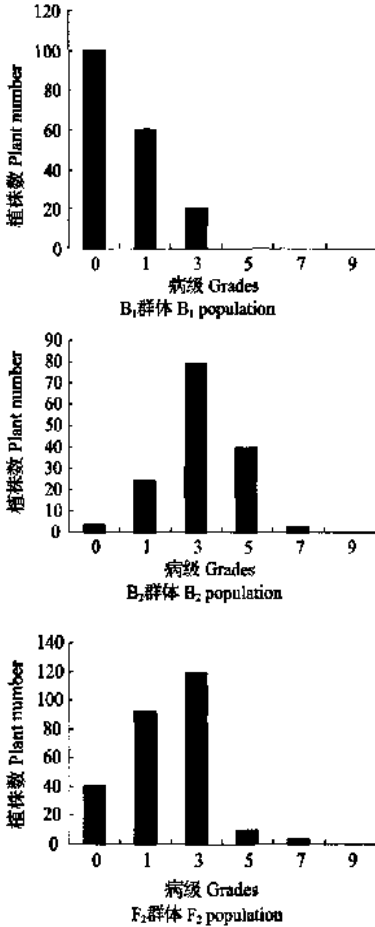 120
100
80
60
40
20
0
植株数 Plant number
0 1 3 5 7 9
病级 Grades
B₁群体 B₁ population
90
80
70
60
50
40
30
20
10
0
植株数 Plant number
0 1 3 5 7 9
病级 Grades
B₂群体 B₂ population
140
120
100
80
60
40
20
0
植株数 Plant number
0 1 3 5 7 9
病级 Grades
F₂群体 F₂ population